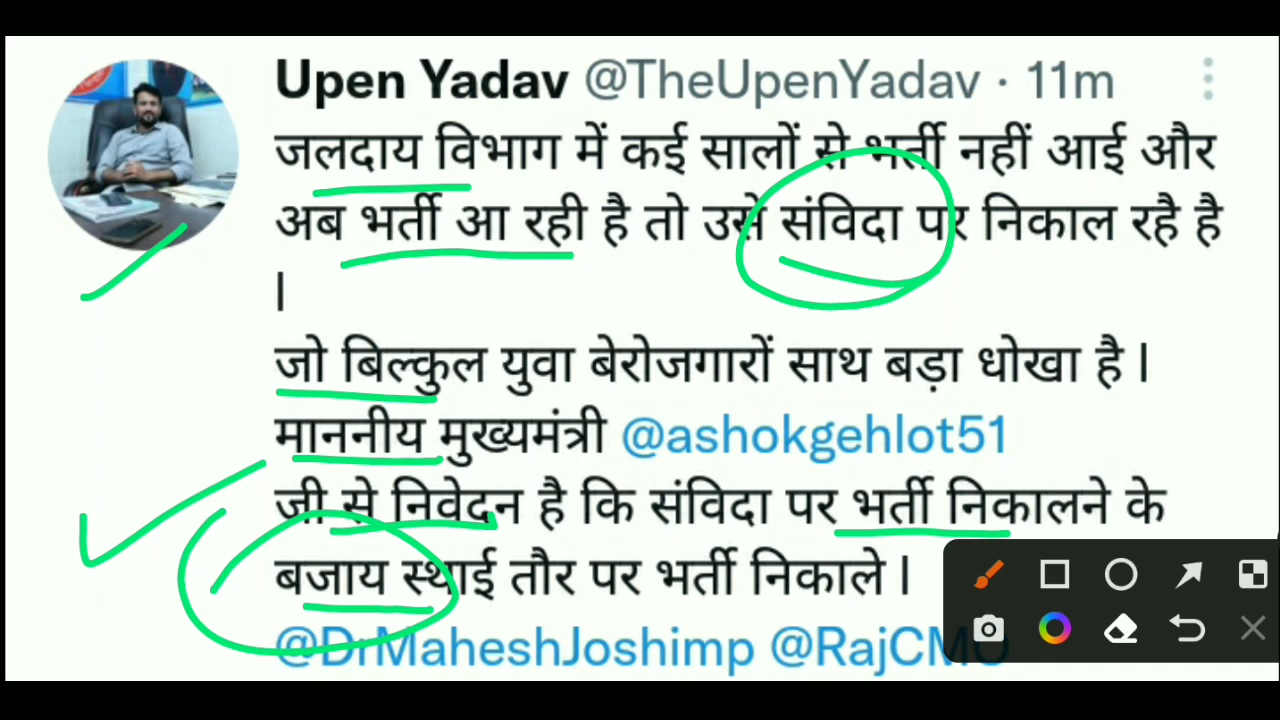 Upen Yadav @TheUpenYadav · 11m
जलदाय विभाग में कई सालों से भर्ती नहीं आई और
अब भर्ती आ रही है तो उसे संविदा पर निकाल रहै है
|
जो बिल्कुल युवा बेरोजगारों साथ बड़ा धोखा है |
माननीय मुख्यमंत्री @ashokgehlot51
जी से निवेदन है कि संविदा पर भर्ती निकालने के
बजाय स्थाई तौर पर भर्ती निकाले |
@DrMaheshJoshimp @RajCMO